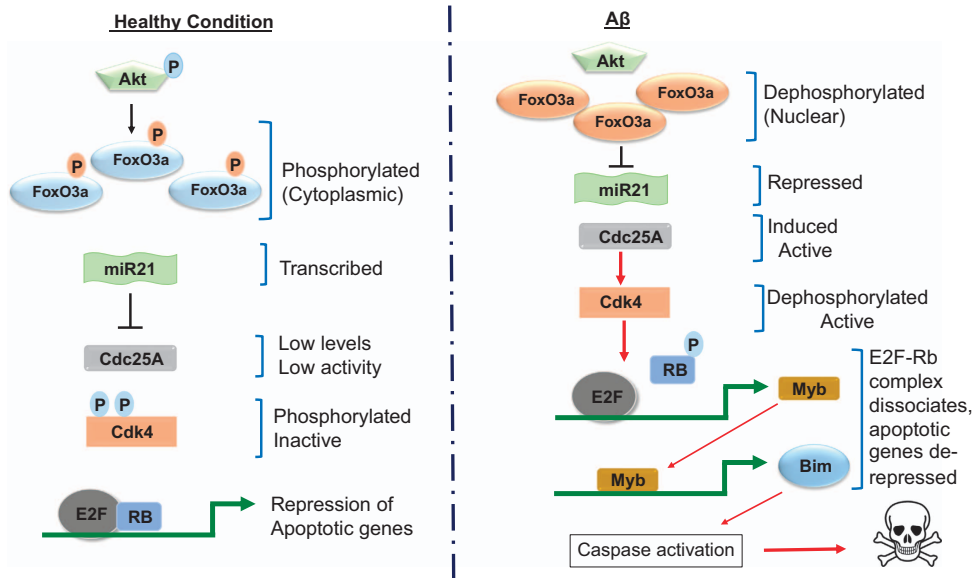 Healthy Condition
Akt
P
P
FoxO3a
P
FoxO3a
P
FoxO3a
Phosphorylated
(Cytoplasmic)
miR21
Transcribed
Cdc25A
Low levels
Low activity
P P
Cdk4
Phosphorylated
Inactive
E2F RB
Repression of
Apoptotic genes
Aβ
Akt
FoxO3a
FoxO3a
FoxO3a
Dephosphorylated
(Nuclear)
miR21
Repressed
Cdc25A
Induced
Active
Cdk4
Dephosphorylated
Active
P
RB
E2F
Myb
Myb
Bim
E2F-Rb
complex
dissociates,
apoptotic
genes de-
repressed
Caspase activation